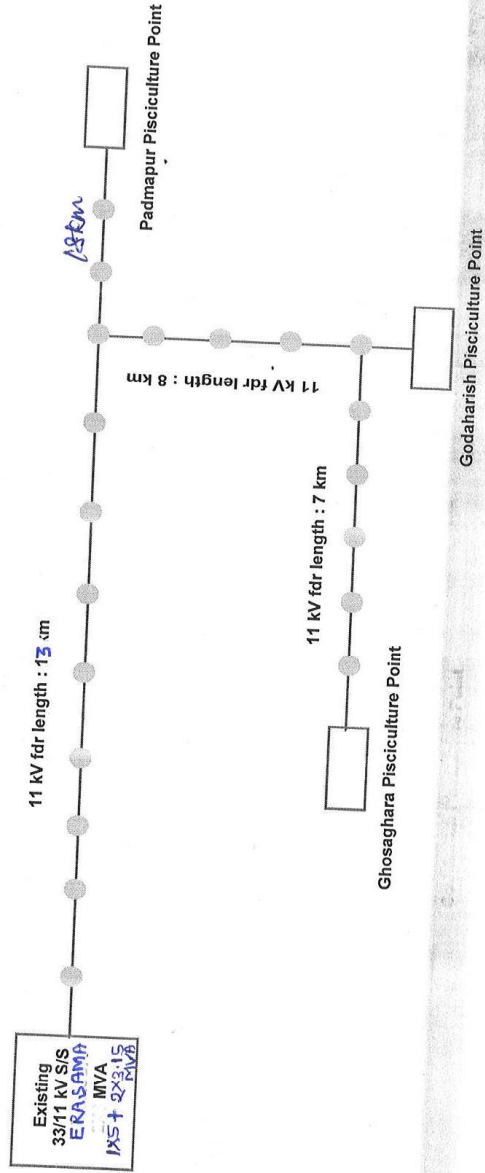 Existing
33/11 kV S/S
ERASAMA
MVA
1x5 + 2x3.15
MVA
11 kV fdr length : 13 km
18km
Padmapur Pisciculture Point
11 kV fdr length : 8 km
11 kV fdr length : 7 km
Ghosaghara Pisciculture Point
Godaharish Pisciculture Point